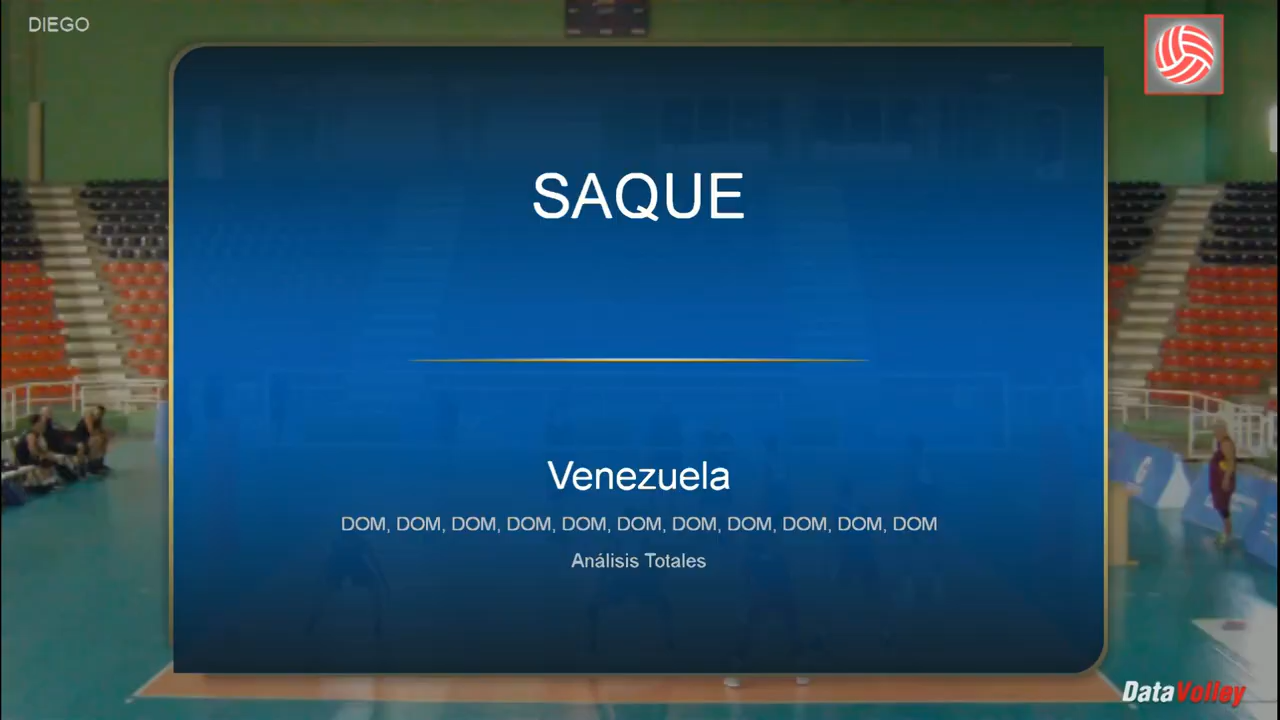 DIEGO
SAQUE
Venezuela
DOM, DOM, DOM, DOM, DOM, DOM, DOM, DOM, DOM, DOM, DOM
Análisis Totales
DataVolley